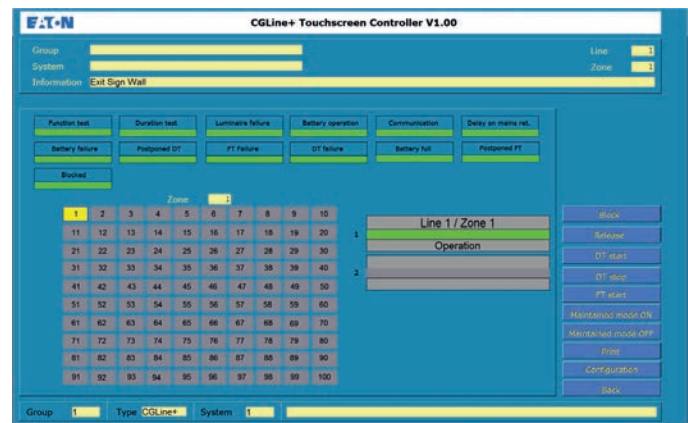 EATON CGLine+ Touchscreen Controller V1.00
Group Line 1
System Zone 1
Information Exit Sign Wall
Function test Duration test Luminaire failure Battery operation Communication Delay on mains ret.
Battery failure Postponed DT FT Failure DT failure Battery full Postponed FT
Blocked
Zone 1
1 2 3 4 5 6 7 8 9 10
11 12 13 14 15 16 17 18 19 20
21 22 23 24 25 26 27 28 29 30
31 32 33 34 35 36 37 38 39 40
41 42 43 44 45 46 47 48 49 50
51 52 53 54 55 56 57 58 59 60
61 62 63 64 65 66 67 68 69 70
71 72 73 74 75 76 77 78 79 80
81 82 83 84 85 86 87 88 89 90
91 92 93 94 95 96 97 98 99 100
Line 1 / Zone 1
1
Operation
2
Block
Release
DT start
DT stop
FT start
Maintained mode ON
Maintained mode OFF
Print
Configuration
Back
Group 1 Type CGLine+ System 1